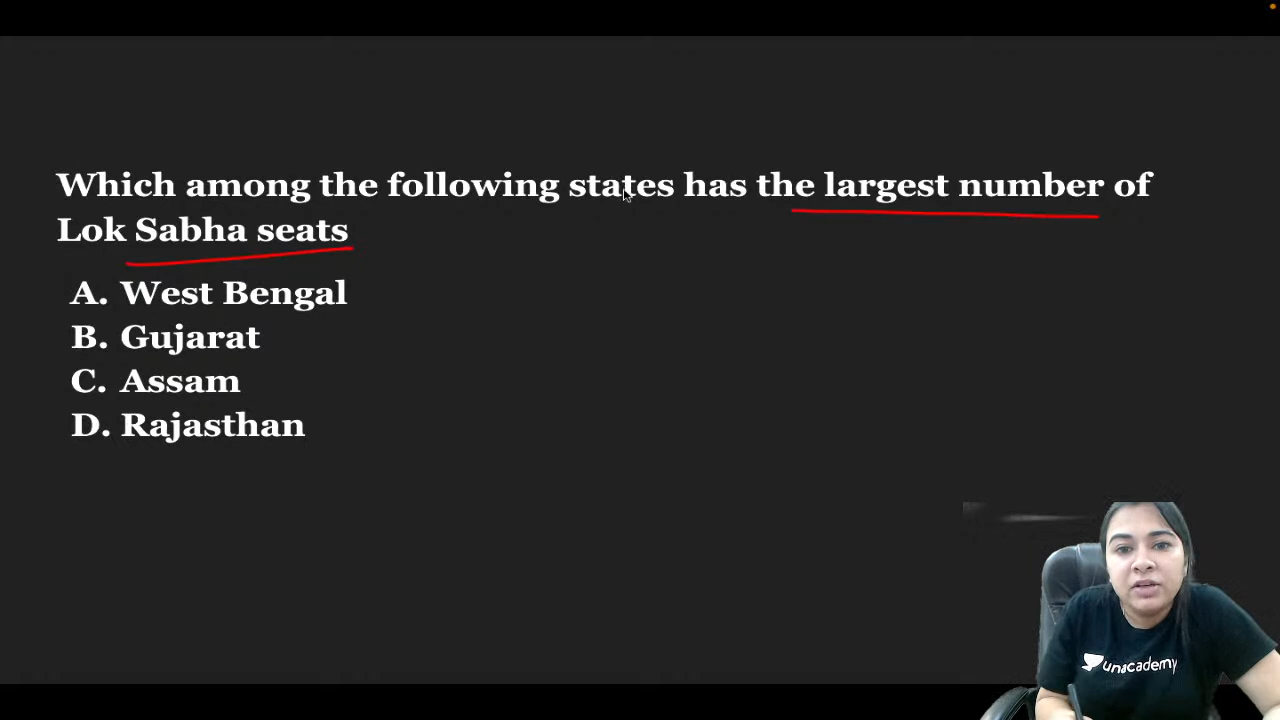 Which among the following states has the largest number of
Lok Sabha seats
A. West Bengal
B. Gujarat
C. Assam
D. Rajasthan
unacademy